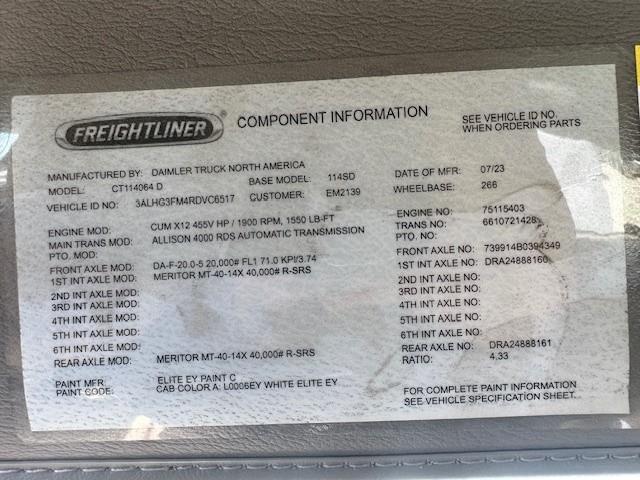 FREIGHTLINER
COMPONENT INFORMATION
SEE VEHICLE ID NO.
WHEN ORDERING PARTS
MANUFACTURED BY: DAIMLER TRUCK NORTH AMERICA
MODEL: CT114064 D BASE MODEL: 114SD
VEHICLE ID NO: 3ALHG3FM4RDVC6517 CUSTOMER: EM2139
DATE OF MFR: 07/23
WHEELBASE: 266
ENGINE MOD: CUM X12 455V HP / 1900 RPM, 1550 LB-FT
MAIN TRANS MOD: ALLISON 4000 RDS AUTOMATIC TRANSMISSION
PTO. MOD:
FRONT AXLE MOD: DA-F-20.0-5 20,000# FL1 71.0 KPI/3.74
1ST INT AXLE MOD: MERITOR MT-40-14X 40,000# R-SRS
2ND INT AXLE MOD:
3RD INT AXLE MOD:
4TH INT AXLE MOD:
5TH INT AXLE MOD:
6TH INT AXLE MOD:
REAR AXLE MOD: MERITOR MT-40-14X 40,000# R-SRS
ENGINE NO: 75115403
TRANS NO: 6610721428
PTO. NO:
FRONT AXLE NO: 739914B0394349
1ST INT AXLE NO: DRA24888160
2ND INT AXLE NO:
3RD INT AXLE NO:
4TH INT AXLE NO:
5TH INT AXLE NO:
6TH INT AXLE NO:
REAR AXLE NO: DRA24888161
RATIO: 4.33
PAINT MFR: ELITE EY PAINT C
PAINT CODE: CAB COLOR A: L0006EY WHITE ELITE EY
FOR COMPLETE PAINT INFORMATION
SEE VEHICLE SPECIFICATION SHEET.